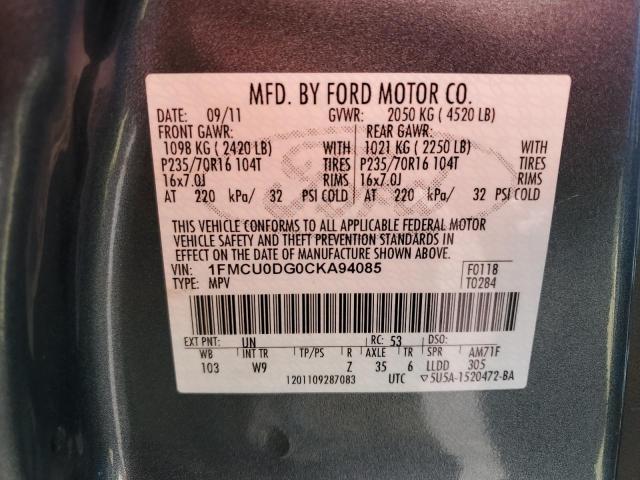 MFD. BY FORD MOTOR CO.
DATE: 09/11 GVWR: 2050 KG ( 4520 LB)
FRONT GAWR: REAR GAWR:
1098 KG ( 2420 LB) WITH 1021 KG ( 2250 LB) WITH
P235/70R16 104T TIRES P235/70R16 104T TIRES
16x7.0J RIMS 16x7.0J RIMS
AT 220 kPa/ 32 PSI COLD AT 220 kPa/ 32 PSI COLD
THIS VEHICLE CONFORMS TO ALL APPLICABLE FEDERAL MOTOR
VEHICLE SAFETY AND THEFT PREVENTION STANDARDS IN
EFFECT ON THE DATE OF MANUFACTURE SHOWN ABOVE.
VIN: 1FMCU0DG0CKA94085 F0118
TYPE: MPV T0284
EXT PNT: UN RC: 53 DSO:
WB INT TR TP/PS R AXLE TR SPR AM71F
103 W9 Z 35 6 LLDD 305
1201109287083 UTC ▽5U5A-1520472-BA